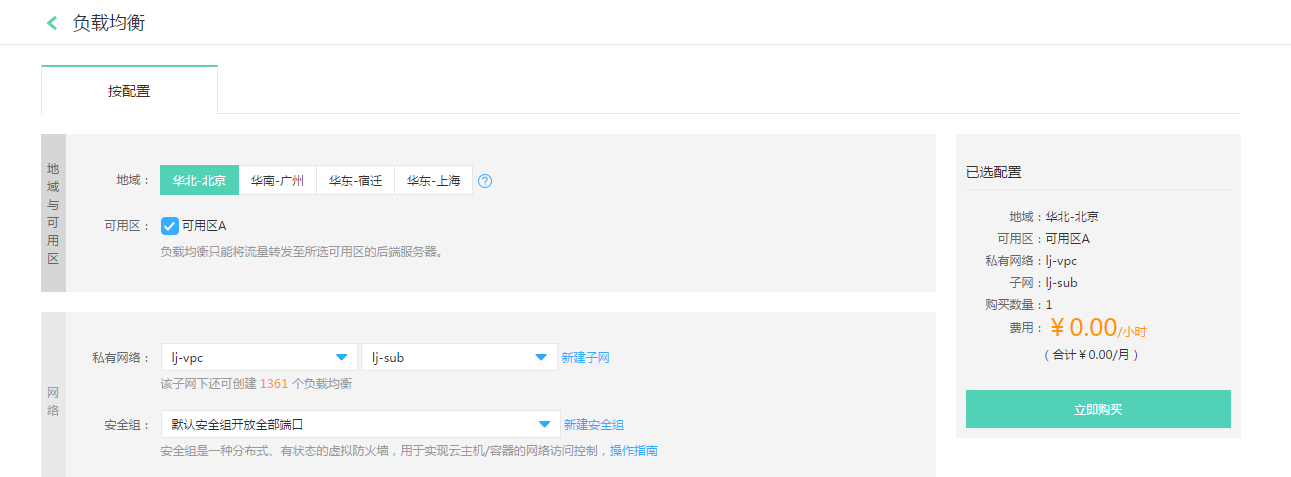 负载均衡
按配置
地域与可用区
地域： 华北-北京 华南-广州 华东-宿迁 华东-上海 ?
可用区： 可用区A
负载均衡只能将流量转发至所选可用区的后端服务器。
网络
私有网络： lj-vpc lj-sub 新建子网
该子网下还可创建 1361 个负载均衡
安全组： 默认安全组开放全部端口 新建安全组
安全组是一种分布式、有状态的虚拟防火墙，用于实现云主机/容器的网络访问控制，操作指南
已选配置
地域：华北-北京
可用区：可用区A
私有网络：lj-vpc
子网：lj-sub
购买数量：1
费用：￥0.00/小时
（ 合计￥0.00/月 ）
立即购买